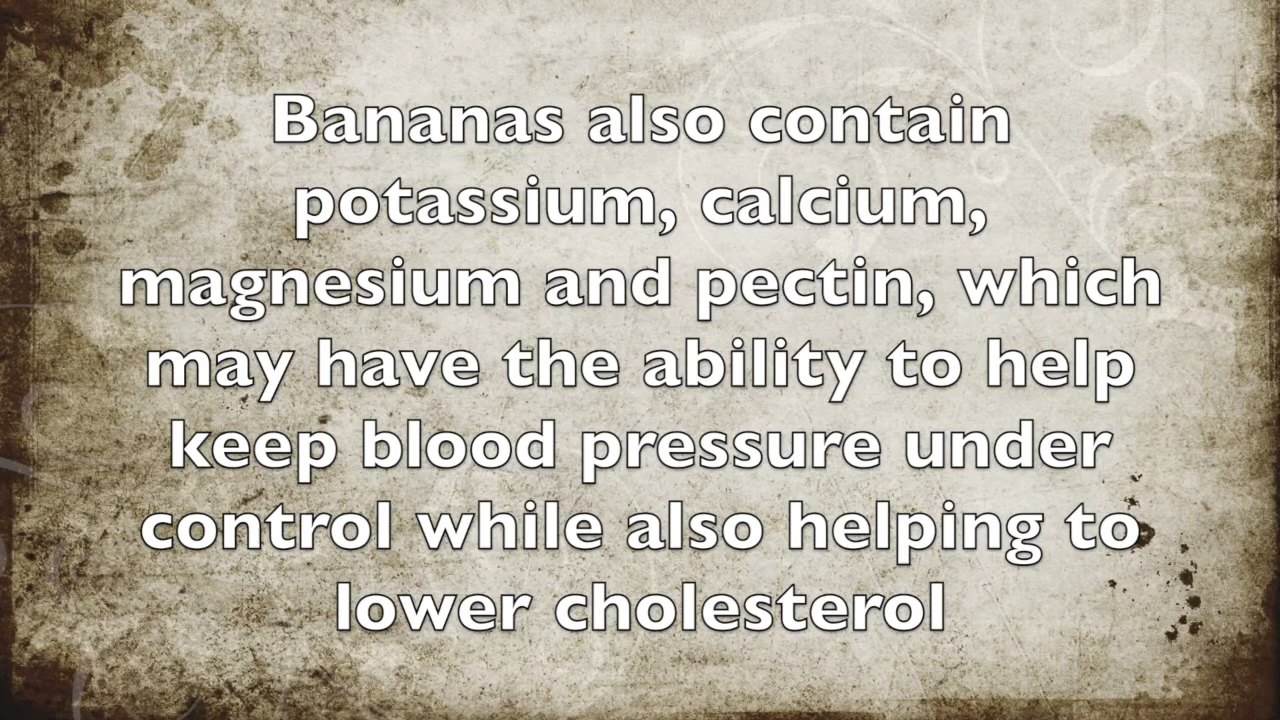 Bananas also contain
potassium, calcium,
magnesium and pectin, which
may have the ability to help
keep blood pressure under
control while also helping to
lower cholesterol